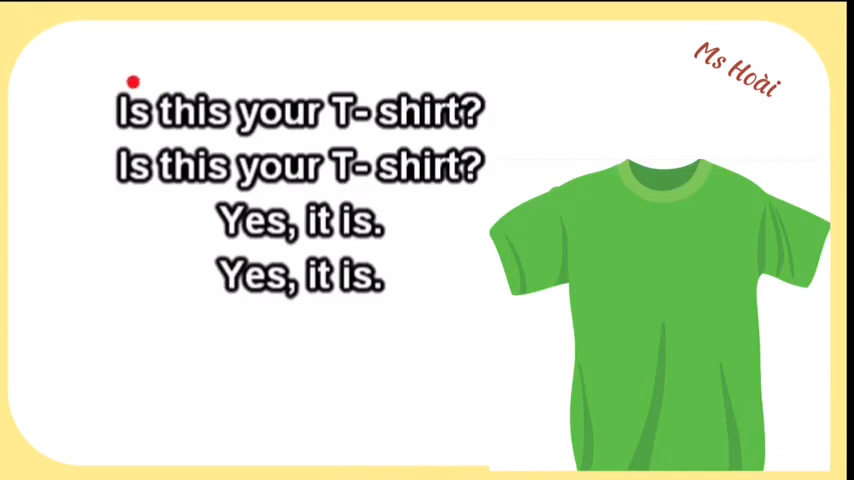 Ms Hoài
Is this your T- shirt?
Is this your T- shirt?
Yes, it is.
Yes, it is.